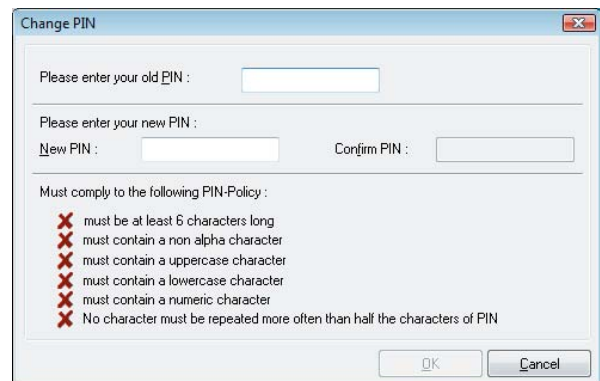 Change PIN
Please enter your old PIN :
Please enter your new PIN :
New PIN :
Confirm PIN :
Must comply to the following PIN-Policy :
must be at least 6 characters long
must contain a non alpha character
must contain a uppercase character
must contain a lowercase character
must contain a numeric character
No character must be repeated more often than half the characters of PIN
OK
Cancel